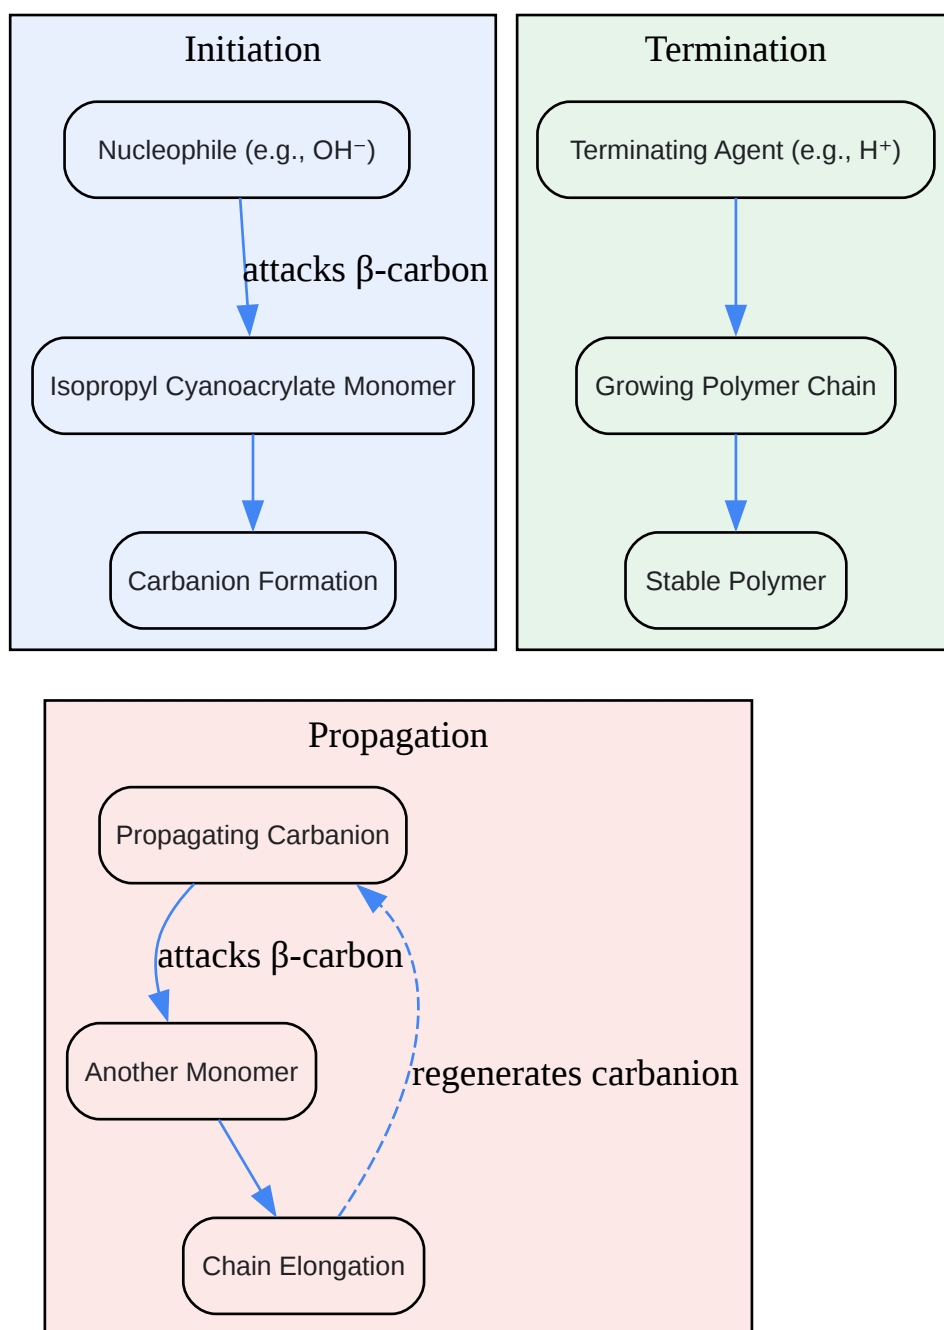 Initiation
Nucleophile (e.g., OH⁻)
attacks β-carbon
Isopropyl Cyanoacrylate Monomer
Carbanion Formation
Termination
Terminating Agent (e.g., H⁺)
Growing Polymer Chain
Stable Polymer
Propagation
Propagating Carbanion
attacks β-carbon
Another Monomer
regenerates carbanion
Chain Elongation